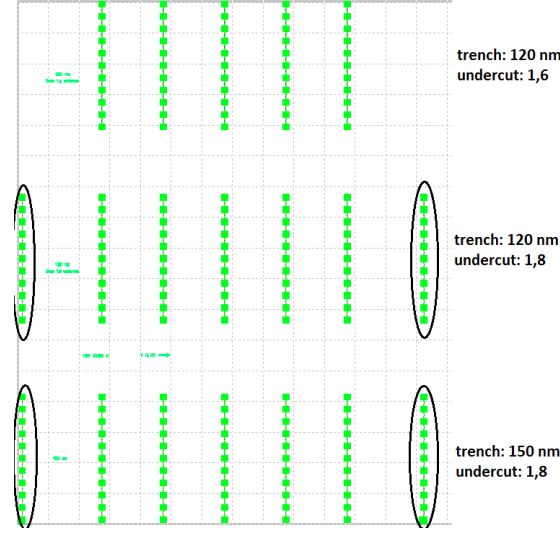 trench: 120 nm
undercut: 1,6
trench: 120 nm
undercut: 1,8
trench: 150 nm
undercut: 1,8